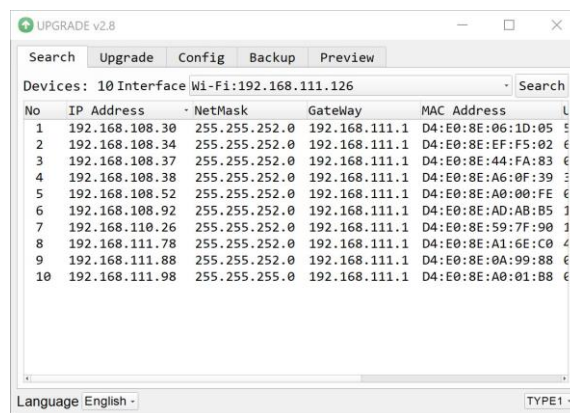 UPGRADE v2.8
Search Upgrade Config Backup Preview
Devices: 10 Interface Wi-Fi:192.168.111.126 Search
No IP Address NetMask GateWay MAC Address
1 192.168.108.30 255.255.252.0 192.168.111.1 D4:E0:8E:06:1D:05
2 192.168.108.34 255.255.252.0 192.168.111.1 D4:E0:8E:EF:F5:02
3 192.168.108.37 255.255.252.0 192.168.111.1 D4:E0:8E:44:FA:83
4 192.168.108.38 255.255.252.0 192.168.111.1 D4:E0:8E:A6:0F:39
5 192.168.108.52 255.255.252.0 192.168.111.1 D4:E0:8E:A0:00:FE
6 192.168.108.92 255.255.252.0 192.168.111.1 D4:E0:8E:AD:AB:B5
7 192.168.110.26 255.255.252.0 192.168.111.1 D4:E0:8E:59:7F:90
8 192.168.111.78 255.255.252.0 192.168.111.1 D4:E0:8E:A1:6E:C0
9 192.168.111.88 255.255.252.0 192.168.111.1 D4:E0:8E:0A:99:88
10 192.168.111.98 255.255.255.0 192.168.111.1 D4:E0:8E:A0:01:B8
Language English TYPE1